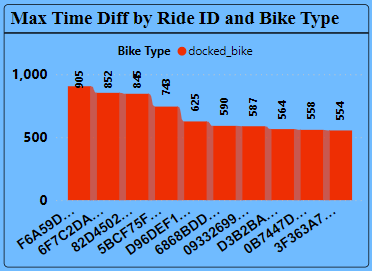 Max Time Diff by Ride ID and Bike Type
Bike Type docked_bike
1,000
500
0
905
852
845
743
625
590
587
564
558
554
F6A59D...
6F7C2DA...
82D4502...
5BCF75F...
D96DEF1...
6868BDD...
09332699...
D3B2BA...
0B7447D...
3F363A7...